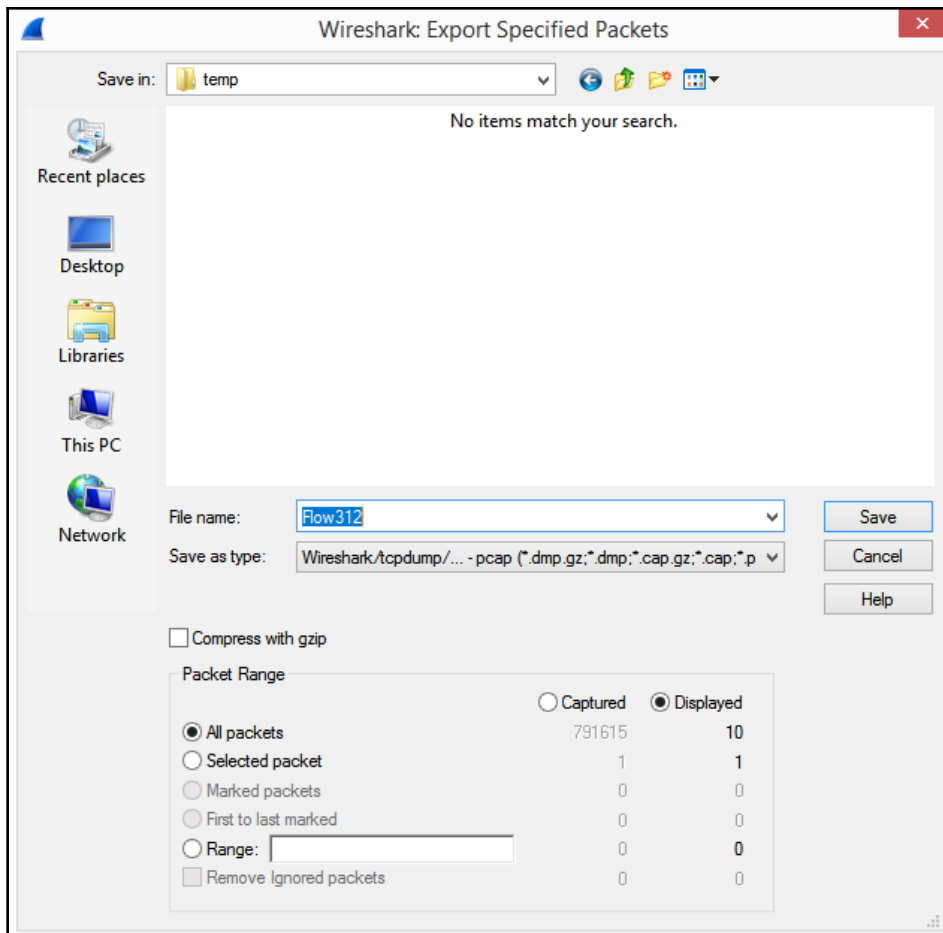 Wireshark: Export Specified Packets
Save in: temp
No items match your search.
Recent places
Desktop
Libraries
This PC
Network
File name: Flow312 Save
Save as type: Wireshark/tcpdump/... - pcap (*.dmp.gz;*.dmp;*.cap.gz;*.cap;*.p Cancel
Help
Compress with gzip
Packet Range
Captured Displayed
All packets 791615 10
Selected packet 1 1
Marked packets 0 0
First to last marked 0 0
Range: 0 0
Remove Ignored packets 0 0